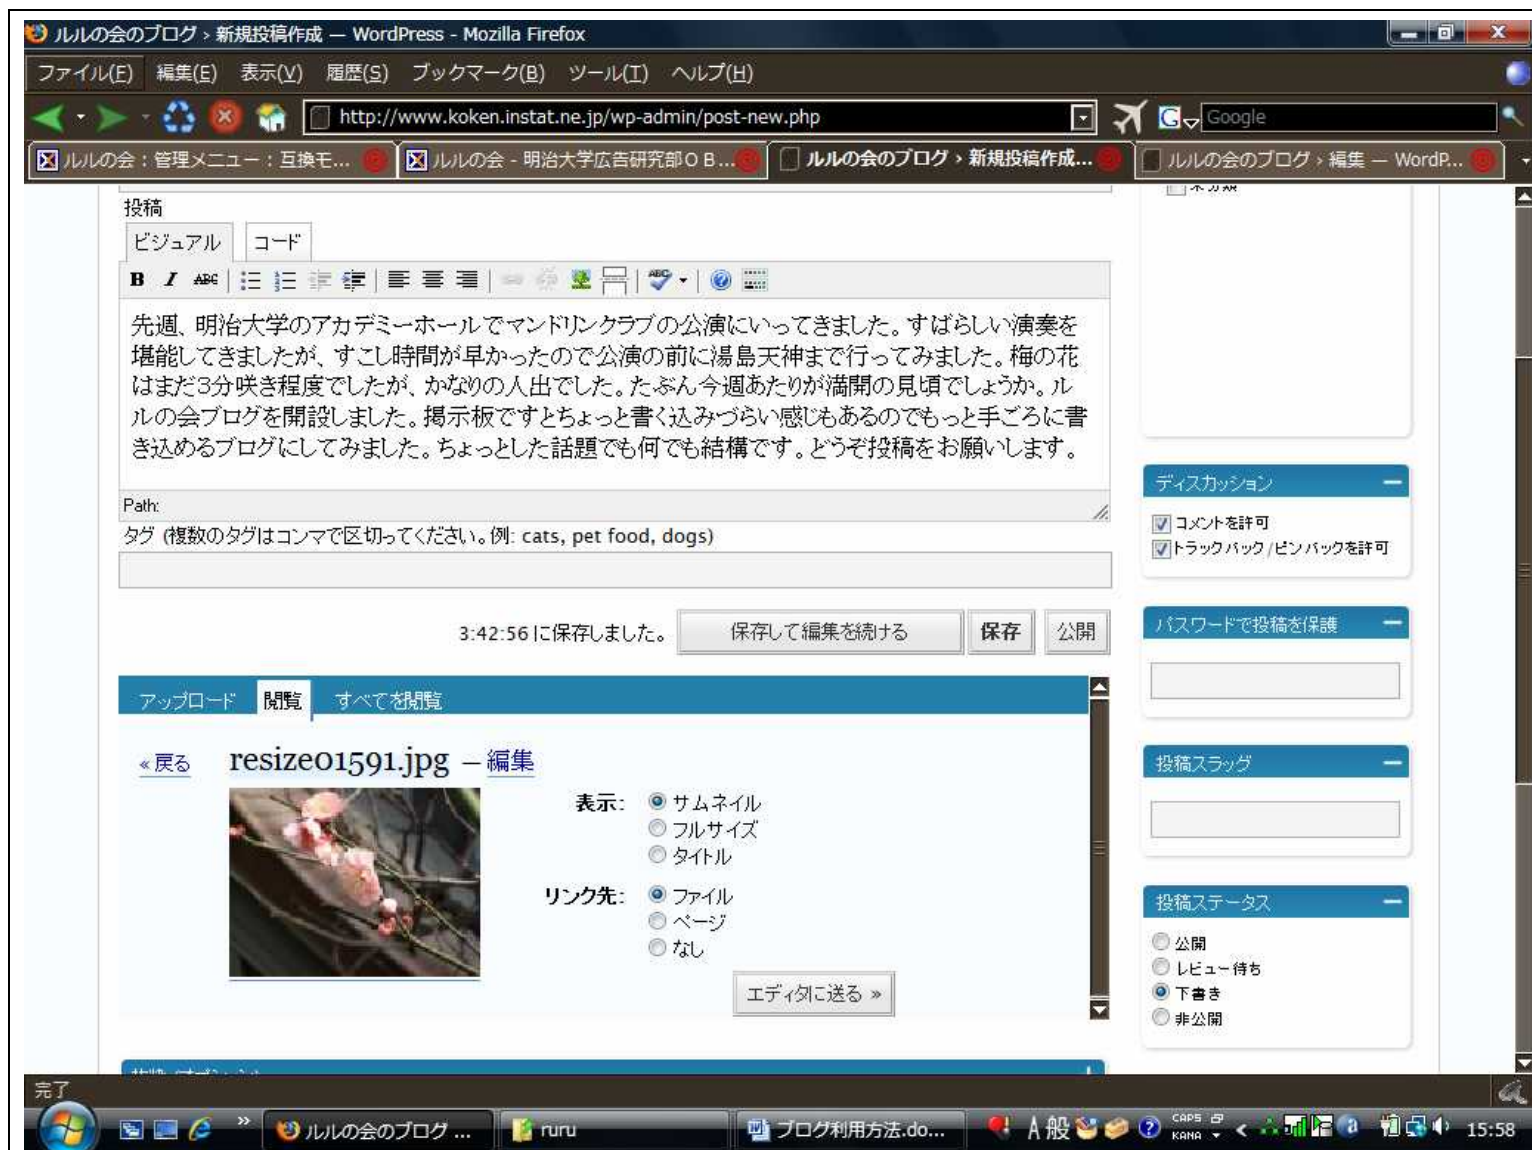 ルルの会のブログ › 新規投稿作成 — WordPress - Mozilla Firefox
ファイル(F) 編集(E) 表示(V) 履歴(S) ブックマーク(B) ツール(T) ヘルプ(H)
http://www.koken.instat.ne.jp/wp-admin/post-new.php
Google
ルルの会：管理メニュー：互換モ...
ルルの会 - 明治大学広告研究部ＯＢ...
ルルの会のブログ › 新規投稿作成...
ルルの会のブログ › 編集 — WordP...
未分類
投稿
ビジュアル コード
B I ABC ABC
先週、明治大学のアカデミーホールでマンドリンクラブの公演にいってきました。すばらしい演奏を
堪能してきましたが、すこし時間が早かったので公演の前に湯島天神まで行ってみました。梅の花
はまだ3分咲き程度でしたが、かなりの人出でした。たぶん今週あたりが満開の見頃でしょうか。ル
ルの会ブログを開設しました。掲示板ですとちょっと書く込みづらい感じもあるのでもっと手ごろに書
き込めるブログにしてみました。ちょっとした話題でも何でも結構です。どうぞ投稿をお願いします。
Path:
タグ (複数のタグはコンマで区切ってください。例: cats, pet food, dogs)
3:42:56 に保存しました。
保存して編集を続ける 保存 公開
アップロード 閲覧 すべてを閲覧
« 戻る
resize01591.jpg — 編集
表示: サムネイル
フルサイズ
タイトル
リンク先: ファイル
ページ
なし
エディタに送る »
ディスカッション
コメントを許可
トラックバック/ピンバックを許可
パスワードで投稿を保護
投稿スラッグ
投稿ステータス
公開
レビュー待ち
下書き
非公開
完了
ルルの会のブログ ...
ruru
ブログ利用方法.do...
A 般
CAPS
KANA
15:58